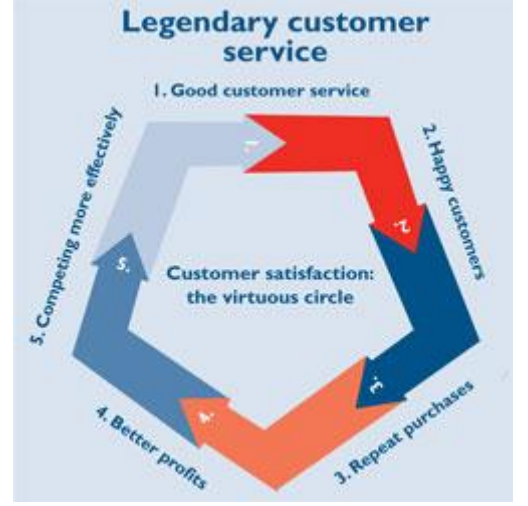 Legendary customer
service
1. Good customer service
2. Happy customers
3. Repeat purchases
4. Better profits
5. Competing more effectively
Customer satisfaction:
the virtuous circle
1.
2.
3.
4.
5.